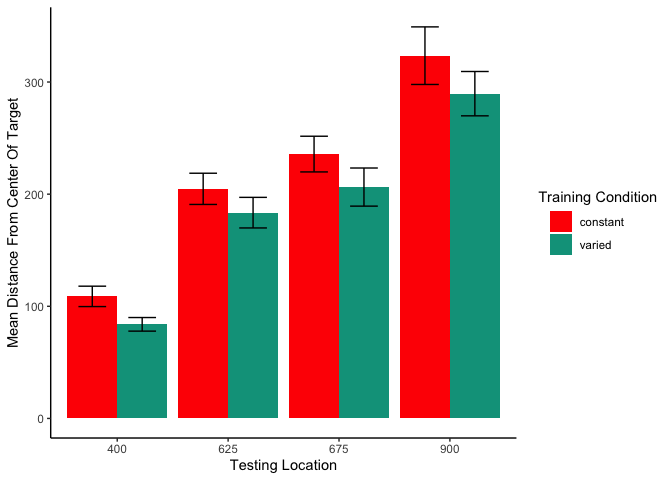 300
200
100
0
Mean Distance From Center Of Target
400
625
675
900
Testing Location
Training Condition
constant
varied